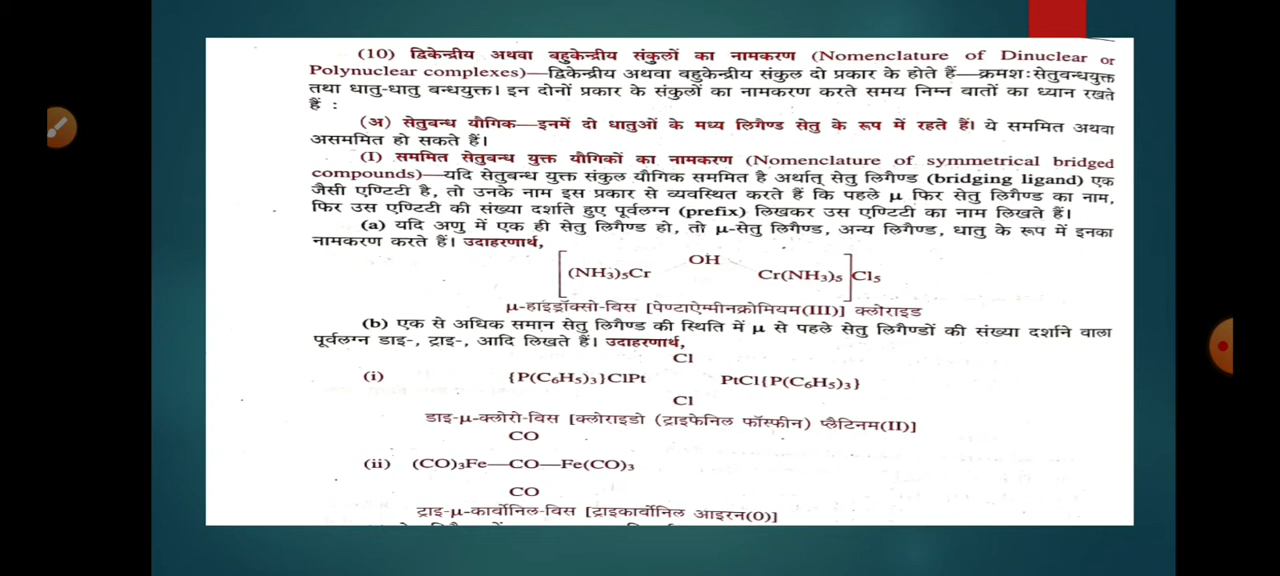 (10) द्विकेन्द्रीय अथवा बहुकेन्द्रीय संकुलों का नामकरण (Nomenclature of Dinuclear or
Polynuclear complexes)—द्विकेन्द्रीय अथवा बहुकेन्द्रीय संकुल दो प्रकार के होते हैं—क्रमशः सेतुबन्धयुक्त
तथा धातु-धातु बन्धयुक्त। इन दोनों प्रकार के संकुलों का नामकरण करते समय निम्न बातों का ध्यान रखते
हैं :
(अ) सेतुबन्ध यौगिक—इनमें दो धातुओं के मध्य लिगैण्ड सेतु के रूप में रहते हैं। ये सममित अथवा
असममित हो सकते हैं।
(I) सममित सेतुबन्ध युक्त यौगिकों का नामकरण (Nomenclature of symmetrical bridged
compounds)—यदि सेतुबन्ध युक्त संकुल यौगिक सममित है अर्थात् सेतु लिगैण्ड (bridging ligand) एक
जैसी एण्टिटी है, तो उनके नाम इस प्रकार से व्यवस्थित करते हैं कि पहले μ फिर सेतु लिगैण्ड का नाम,
फिर उस एण्टिटी की संख्या दर्शाते हुए पूर्वलग्न (prefix) लिखकर उस एण्टिटी का नाम लिखते हैं।
(a) यदि अणु में एक ही सेतु लिगैण्ड हो, तो μ-सेतु लिगैण्ड, अन्य लिगैण्ड, धातु के रूप में इनका
नामकरण करते हैं। उदाहरणार्थ,
OH
[(NH₃)₅Cr Cr(NH₃)₅]Cl₅
μ-हाइड्रॉक्सो-विस [पेण्टाऐम्मीनक्रोमियम(III)] क्लोराइड
(b) एक से अधिक समान सेतु लिगैण्ड की स्थिति में μ से पहले सेतु लिगैण्डों की संख्या दर्शाने वाला
पूर्वलग्न डाइ-, ट्राइ-, आदि लिखते हैं। उदाहरणार्थ,
Cl
(i) {P(C₆H₅)₃}ClPt PtCl{P(C₆H₅)₃}
Cl
डाइ-μ-क्लोरो-विस [क्लोराइडो (ट्राइफेनिल फॉस्फीन) प्लैटिनम(II)]
CO
(ii) (CO)₃Fe—CO—Fe(CO)₃
CO
ट्राइ-μ-कार्वोनिल-विस [ट्राइकार्वोनिल आइरन(0)]